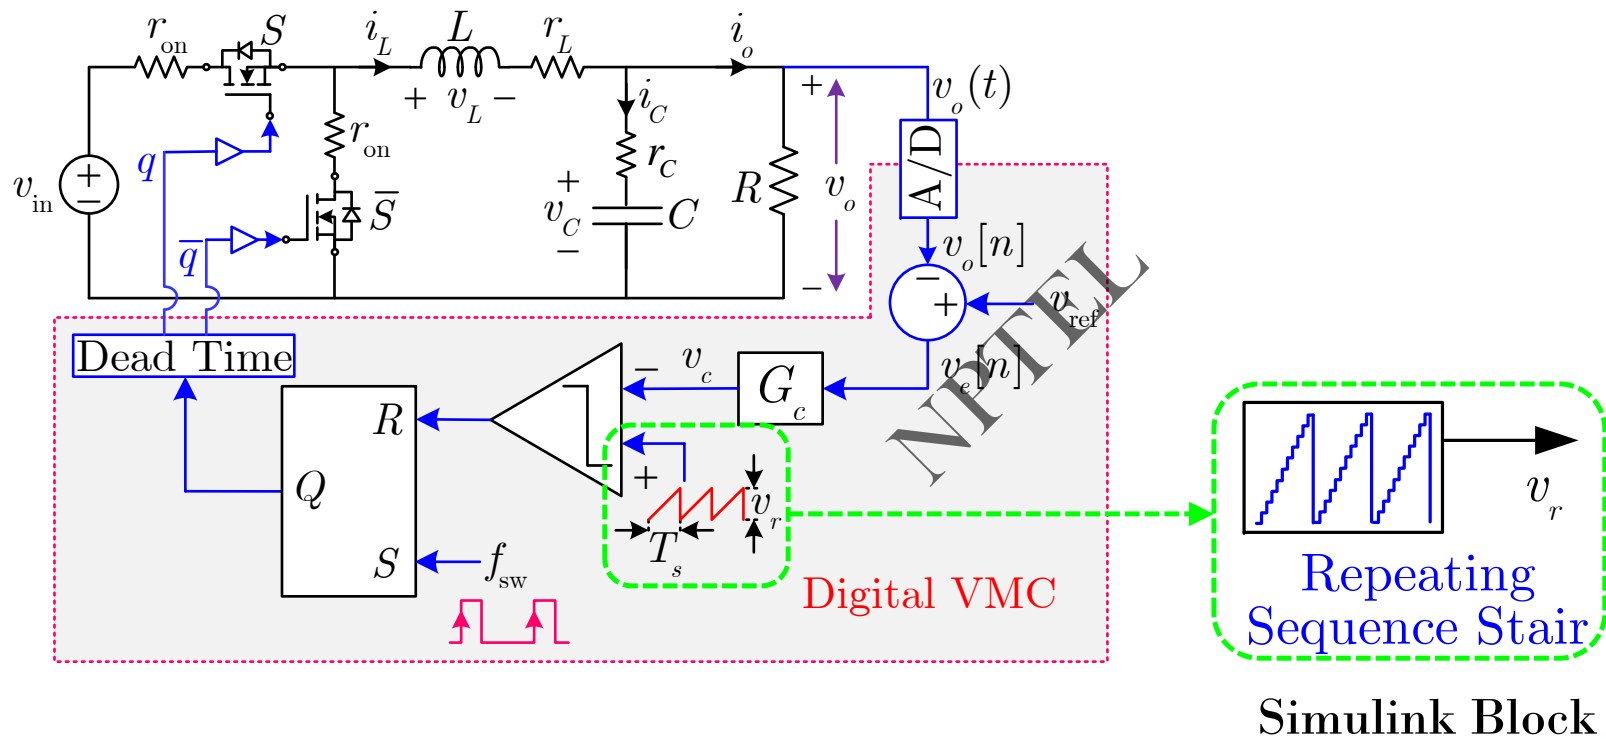 r_on
S
i_L
L
r_L
i_o
+ v_L −
i_C
+
v_o(t)
q
r_on
r_C
A/D
v_in
+
−
S̅
+
v_C
−
C
R
v_o
q̅
v_o[n]
−
+
v_ref
−
NPTEL
Dead Time
−
v_c
G_c
v_e[n]
R
+
Q
v_r
T_s
S
f_sw
Digital VMC
v_r
Repeating
Sequence Stair
Simulink Block